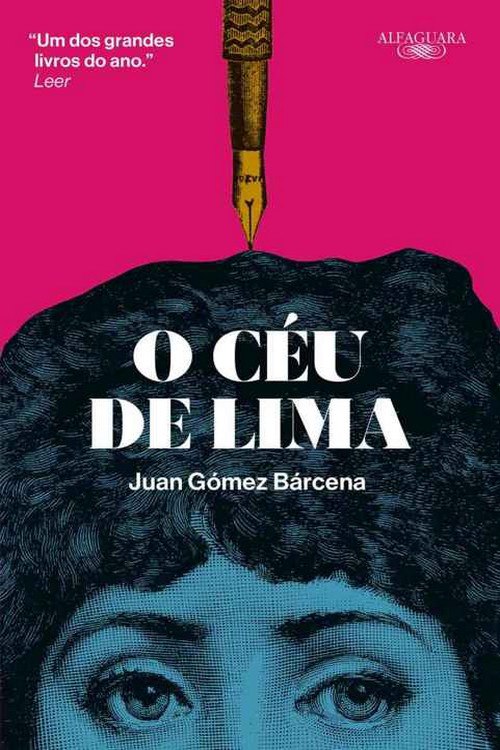 “Um dos grandes
livros do ano.”
Leer
ALFAGUARA
O CÉU
DE LIMA
Juan Gómez Bárcena